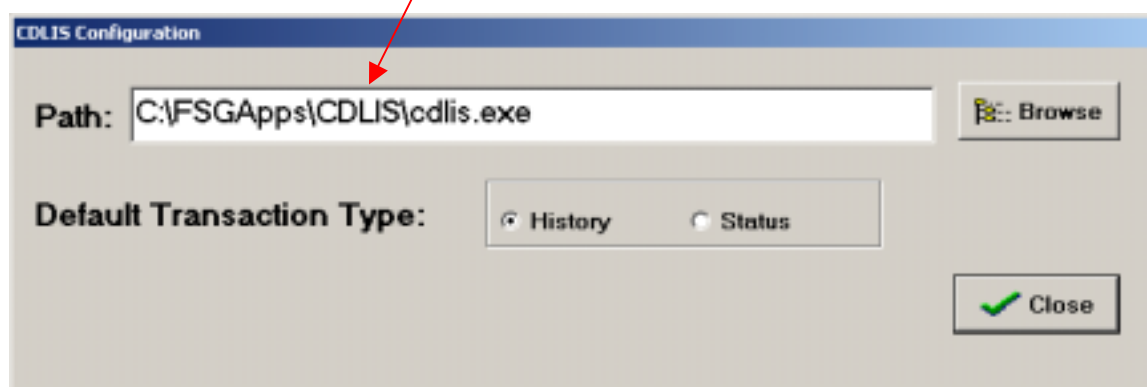 CDLIS Configuration
Path: C:\FSGApps\CDLIS\cdlis.exe Browse
Default Transaction Type: History Status
Close